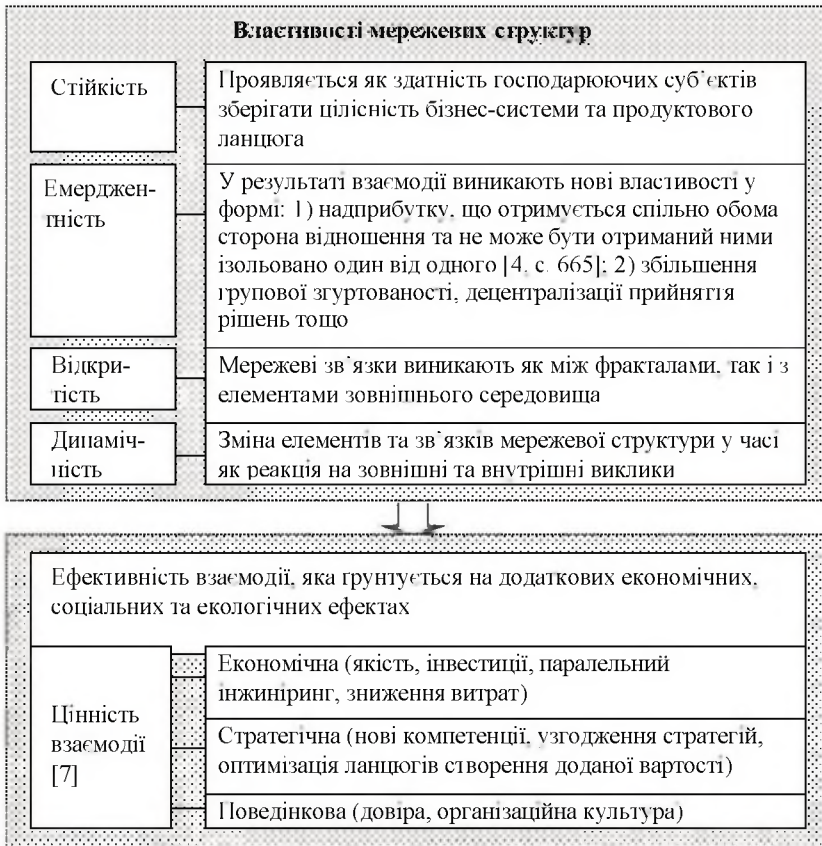 Властивості мережевих структур
Стійкість
Проявляється як здатність господарюючих суб’єктів
зберігати цілісність бізнес-системи та продуктового
ланцюга
Емерджен-
тність
У результаті взаємодії виникають нові властивості у
формі: 1) надприбутку, що отримується спільно обома
сторона відношення та не може бути отриманий ними
ізольовано один від одного [4, с. 665]; 2) збільшення
групової згуртованості, децентралізації прийняття
рішень тощо
Відкри-
тість
Мережеві зв’язки виникають як між фракталами, так і з
елементами зовнішнього середовища
Динаміч-
ність
Зміна елементів та зв’язків мережевої структури у часі
як реакція на зовнішні та внутрішні виклики
Ефективність взаємодії, яка ґрунтується на додаткових економічних,
соціальних та екологічних ефектах
Цінність
взаємодії
[7]
Економічна (якість, інвестиції, паралельний
інжиніринг, зниження витрат)
Стратегічна (нові компетенції, узгодження стратегій,
оптимізація ланцюгів створення доданої вартості)
Поведінкова (довіра, організаційна культура)